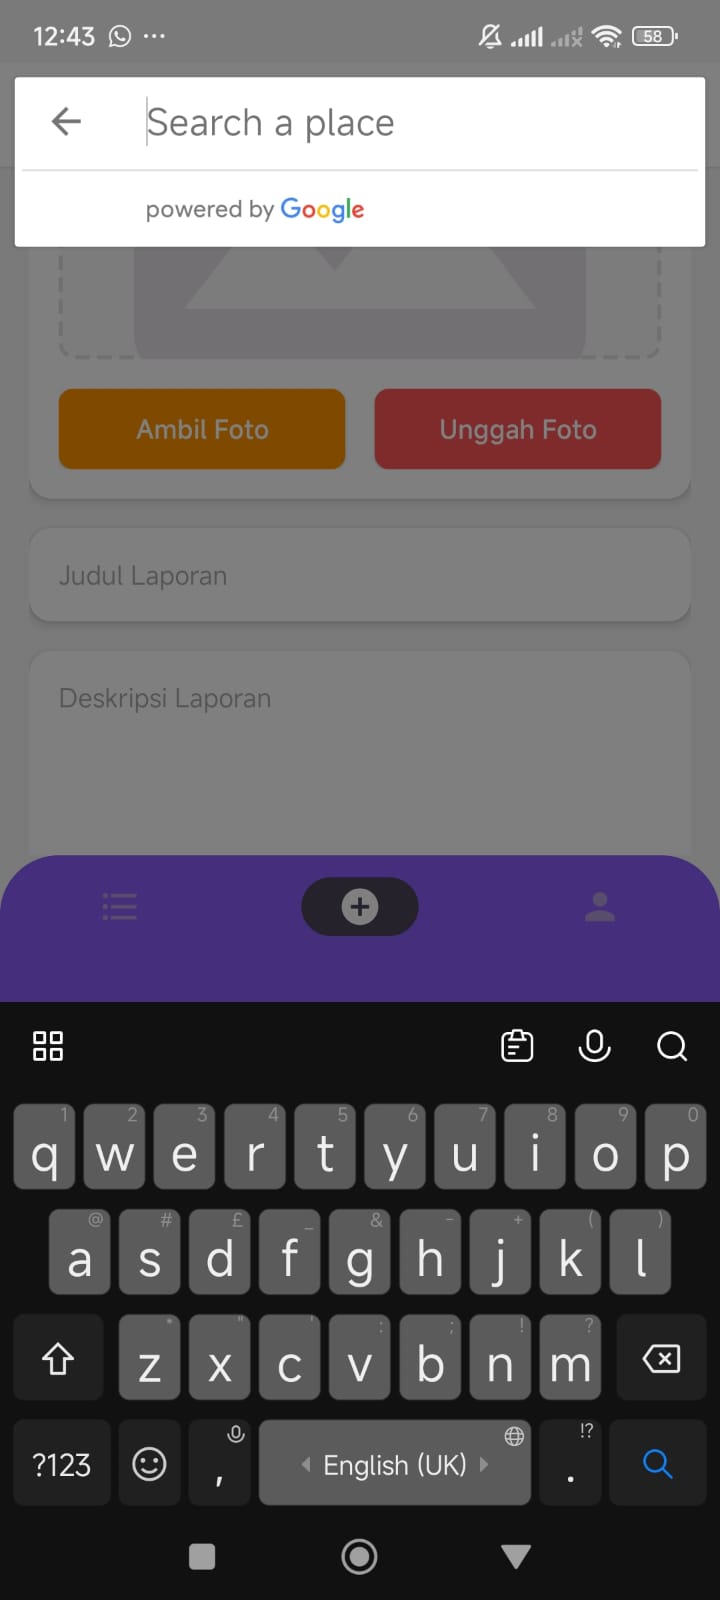 12:43
58
Search a place
powered by Google
Ambil Foto
Unggah Foto
Judul Laporan
Deskripsi Laporan
1 2 3 4 5 6 7 8 9 0
q w e r t y u i o p
@ # £ _ & - + ( )
a s d f g h j k l
* " ' : ; ! ?
z x c v b n m
!?
?123 , English (UK) .